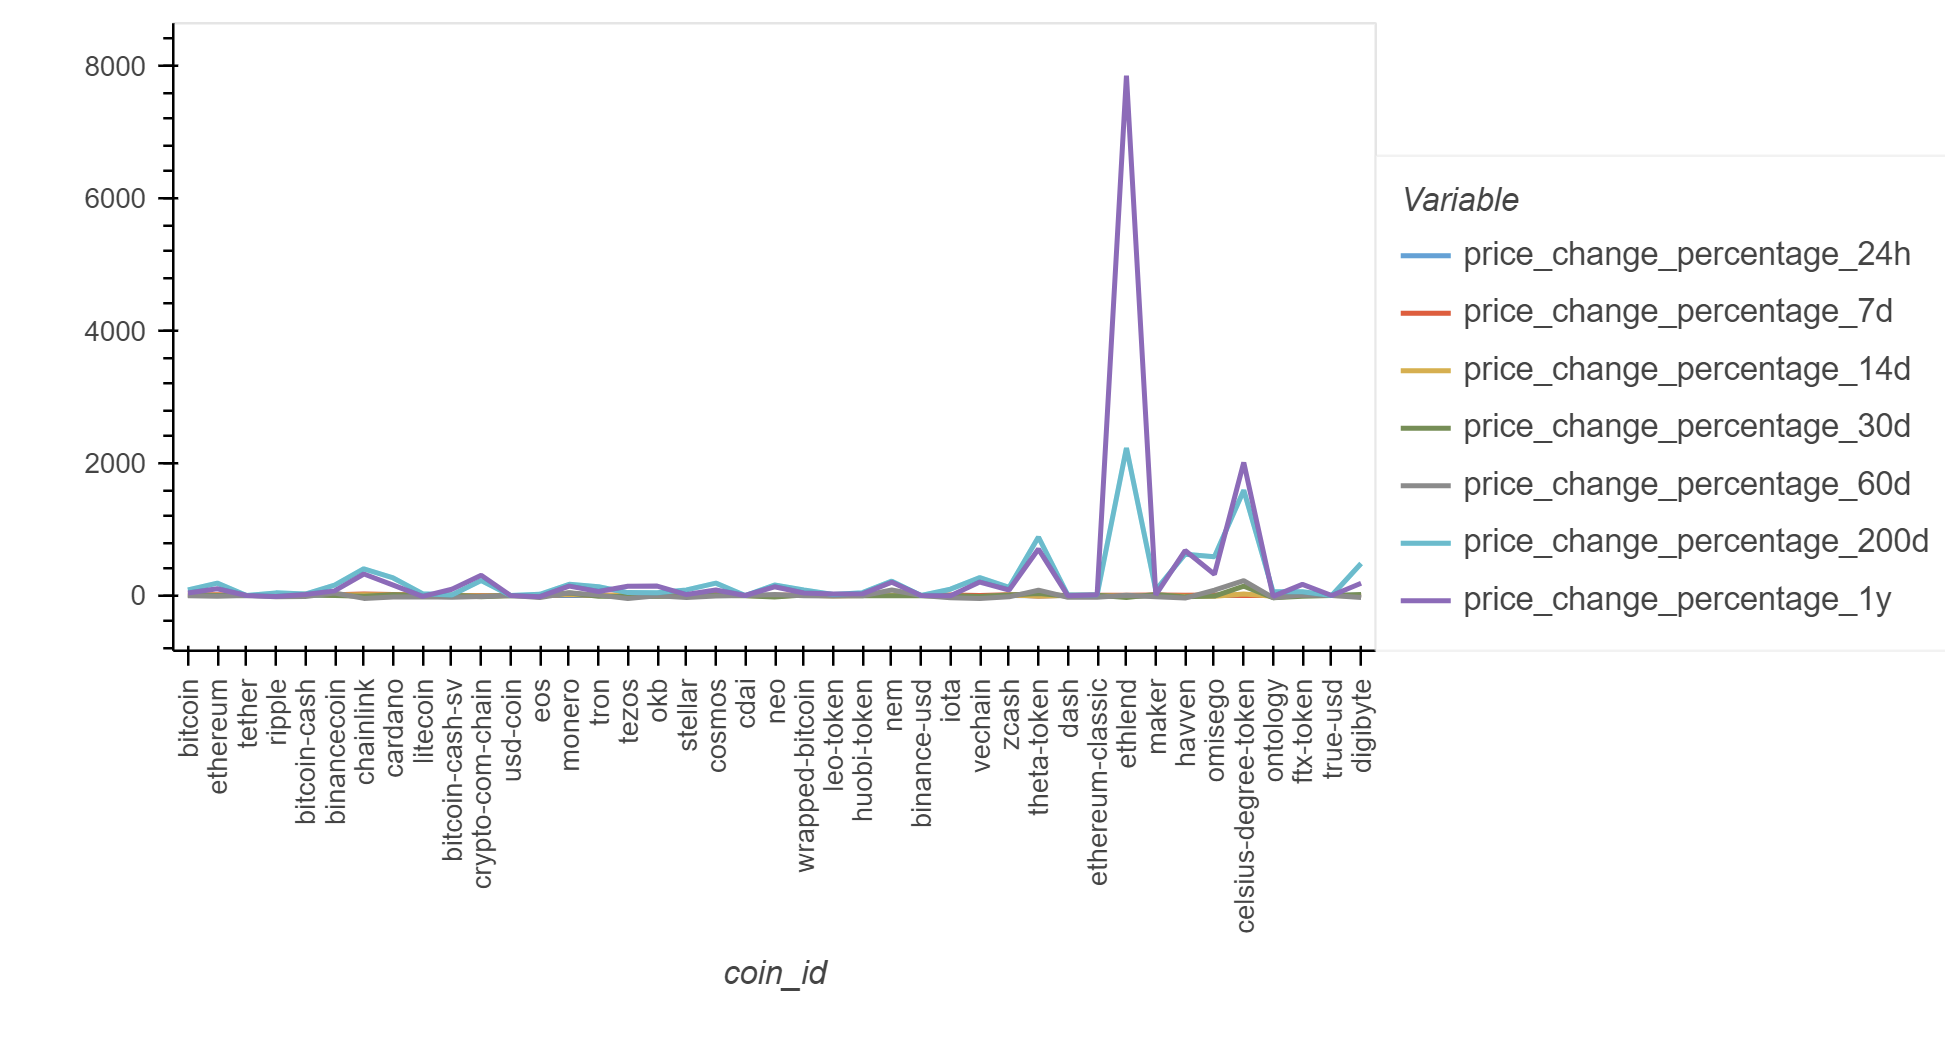 8000
6000
4000
2000
0
Variable
price_change_percentage_24h
price_change_percentage_7d
price_change_percentage_14d
price_change_percentage_30d
price_change_percentage_60d
price_change_percentage_200d
price_change_percentage_1y
bitcoin
ethereum
tether
ripple
bitcoin-cash
binancecoin
chainlink
cardano
litecoin
bitcoin-cash-sv
crypto-com-chain
usd-coin
eos
monero
tron
tezos
okb
stellar
cosmos
cdai
neo
wrapped-bitcoin
leo-token
huobi-token
nem
binance-usd
iota
vechain
zcash
theta-token
dash
ethereum-classic
ethlend
maker
havven
omisego
celsius-degree-token
ontology
ftx-token
true-usd
digibyte
coin_id